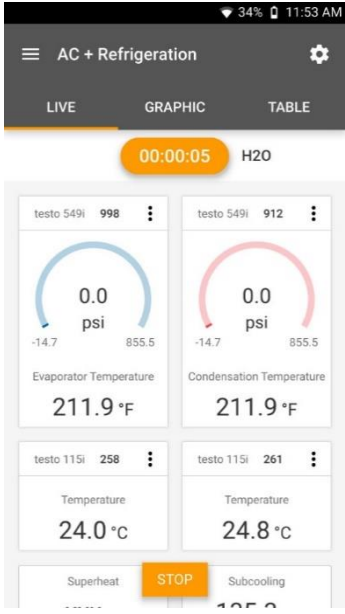 34% 11:53 AM
AC + Refrigeration
LIVE GRAPHIC TABLE
00:00:05 H2O
testo 549i 998 testo 549i 912
0.0 0.0
psi psi
-14.7 855.5 -14.7 855.5
Evaporator Temperature Condensation Temperature
211.9 °F 211.9 °F
testo 115i 258 testo 115i 261
Temperature Temperature
24.0 °C 24.8 °C
Superheat STOP Subcooling